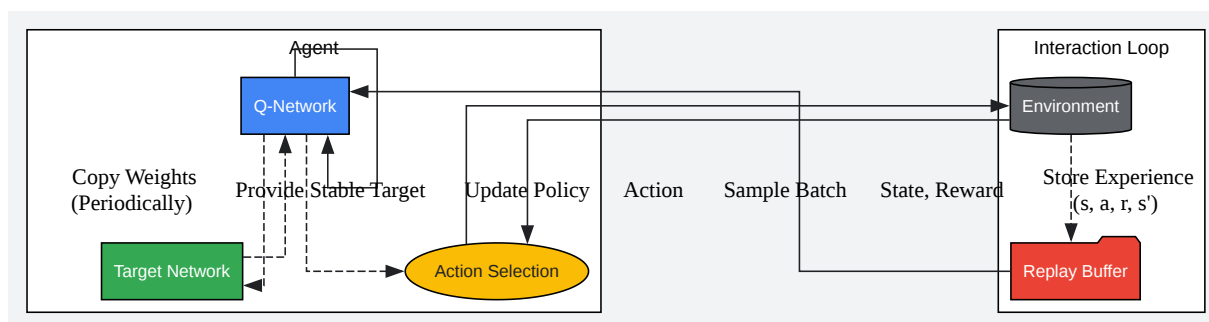 Agent
Interaction Loop
Q-Network
Environment
Copy Weights
(Periodically)
Provide Stable Target
Update Policy
Action
Sample Batch
State, Reward
Store Experience
(s, a, r, s')
Target Network
Action Selection
Replay Buffer